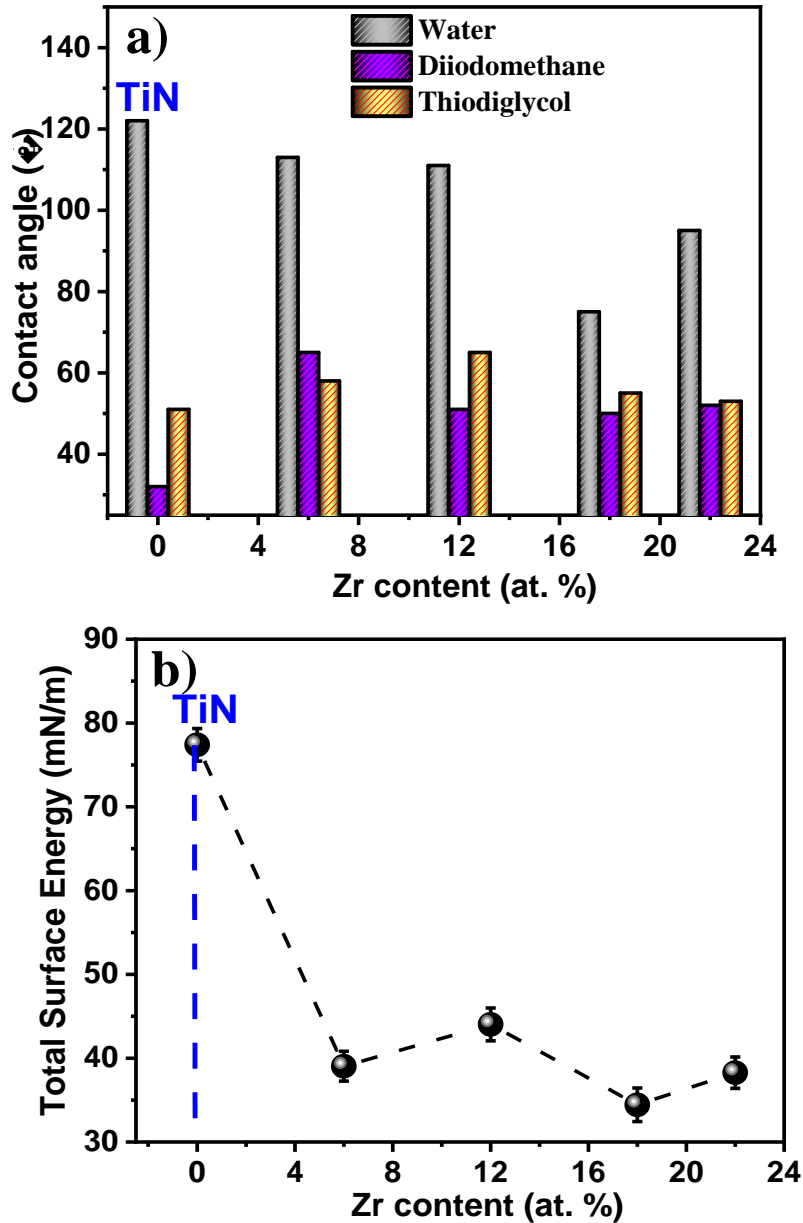 a)
Water
Diiodomethane
Thiodiglycol
TiN
140
120
100
80
60
40
Contact angle (
0 4 8 12 16 20 24
Zr content (at. %)
b)
TiN
90
80
70
60
50
40
30
Total Surface Energy (mN/m)
0 4 8 12 16 20 24
Zr content (at. %)